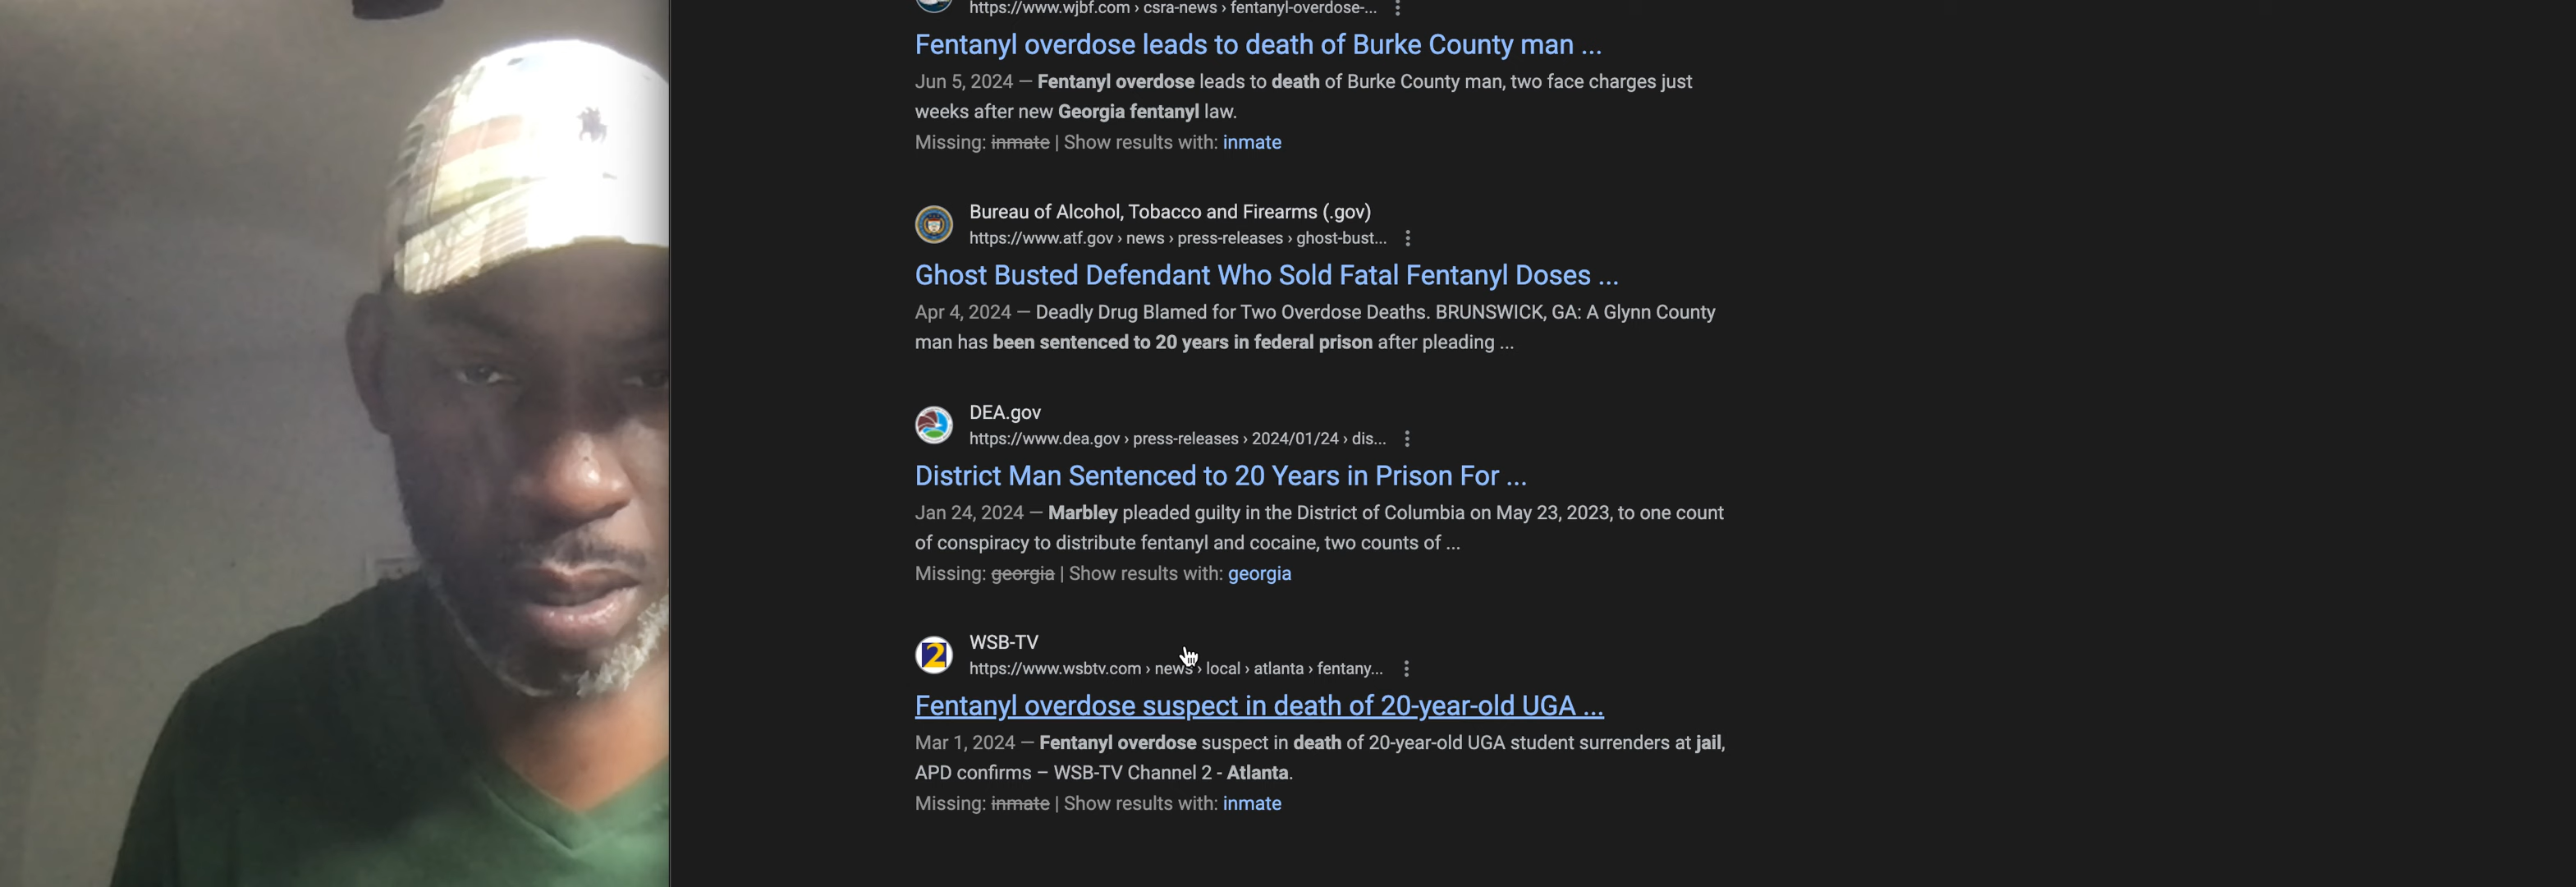 https://www.wjbf.com › csra-news › fentanyl-overdose-...
Fentanyl overdose leads to death of Burke County man ...
Jun 5, 2024 — Fentanyl overdose leads to death of Burke County man, two face charges just
weeks after new Georgia fentanyl law.
Missing: inmate | Show results with: inmate
Bureau of Alcohol, Tobacco and Firearms (.gov)
https://www.atf.gov › news › press-releases › ghost-bust...
Ghost Busted Defendant Who Sold Fatal Fentanyl Doses ...
Apr 4, 2024 — Deadly Drug Blamed for Two Overdose Deaths. BRUNSWICK, GA: A Glynn County
man has been sentenced to 20 years in federal prison after pleading ...
DEA.gov
https://www.dea.gov › press-releases › 2024/01/24 › dis...
District Man Sentenced to 20 Years in Prison For ...
Jan 24, 2024 — Marbley pleaded guilty in the District of Columbia on May 23, 2023, to one count
of conspiracy to distribute fentanyl and cocaine, two counts of ...
Missing: georgia | Show results with: georgia
2
WSB-TV
https://www.wsbtv.com › news › local › atlanta › fentany...
Fentanyl overdose suspect in death of 20-year-old UGA ...
Mar 1, 2024 — Fentanyl overdose suspect in death of 20-year-old UGA student surrenders at jail,
APD confirms – WSB-TV Channel 2 - Atlanta.
Missing: inmate | Show results with: inmate